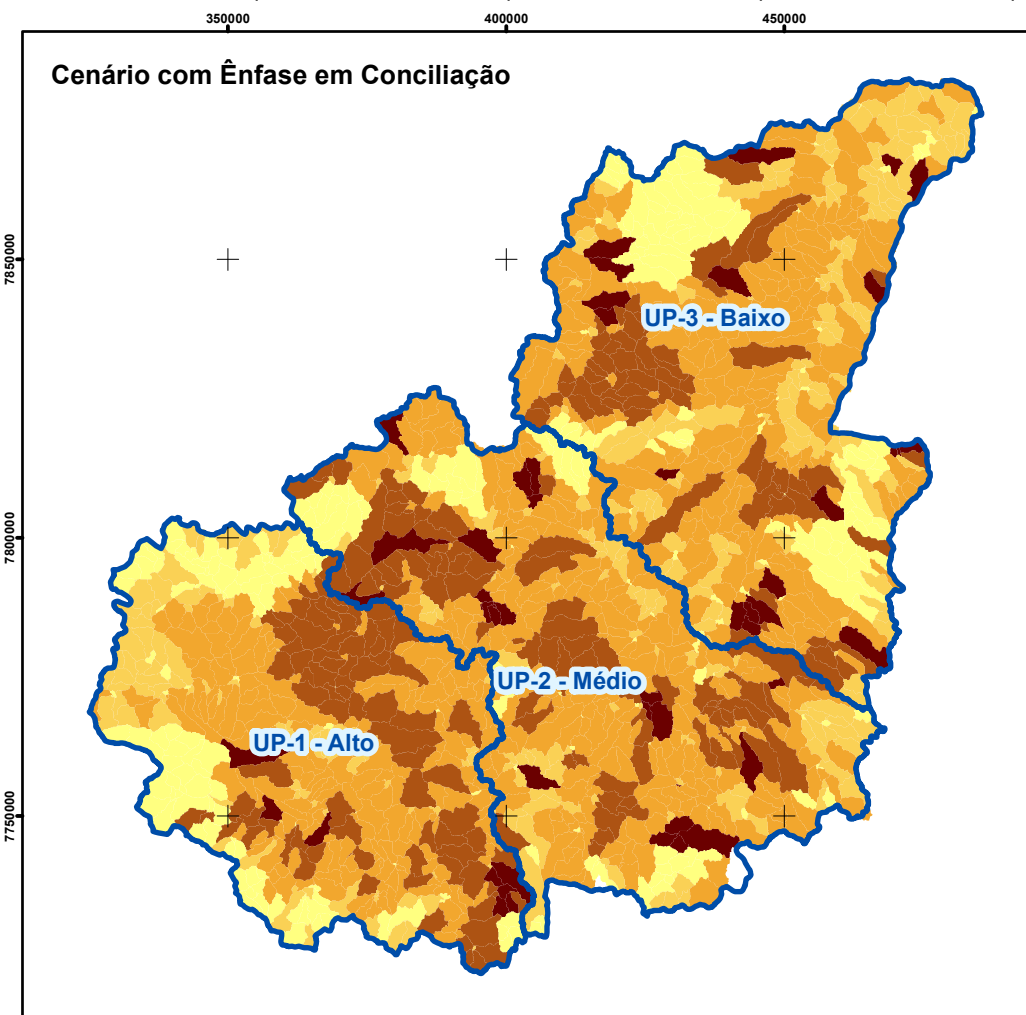 350000 400000 450000
Cenário com Ênfase em Conciliação
7850000
UP-3 - Baixo
7800000
UP-2 - Médio
UP-1 - Alto
7750000